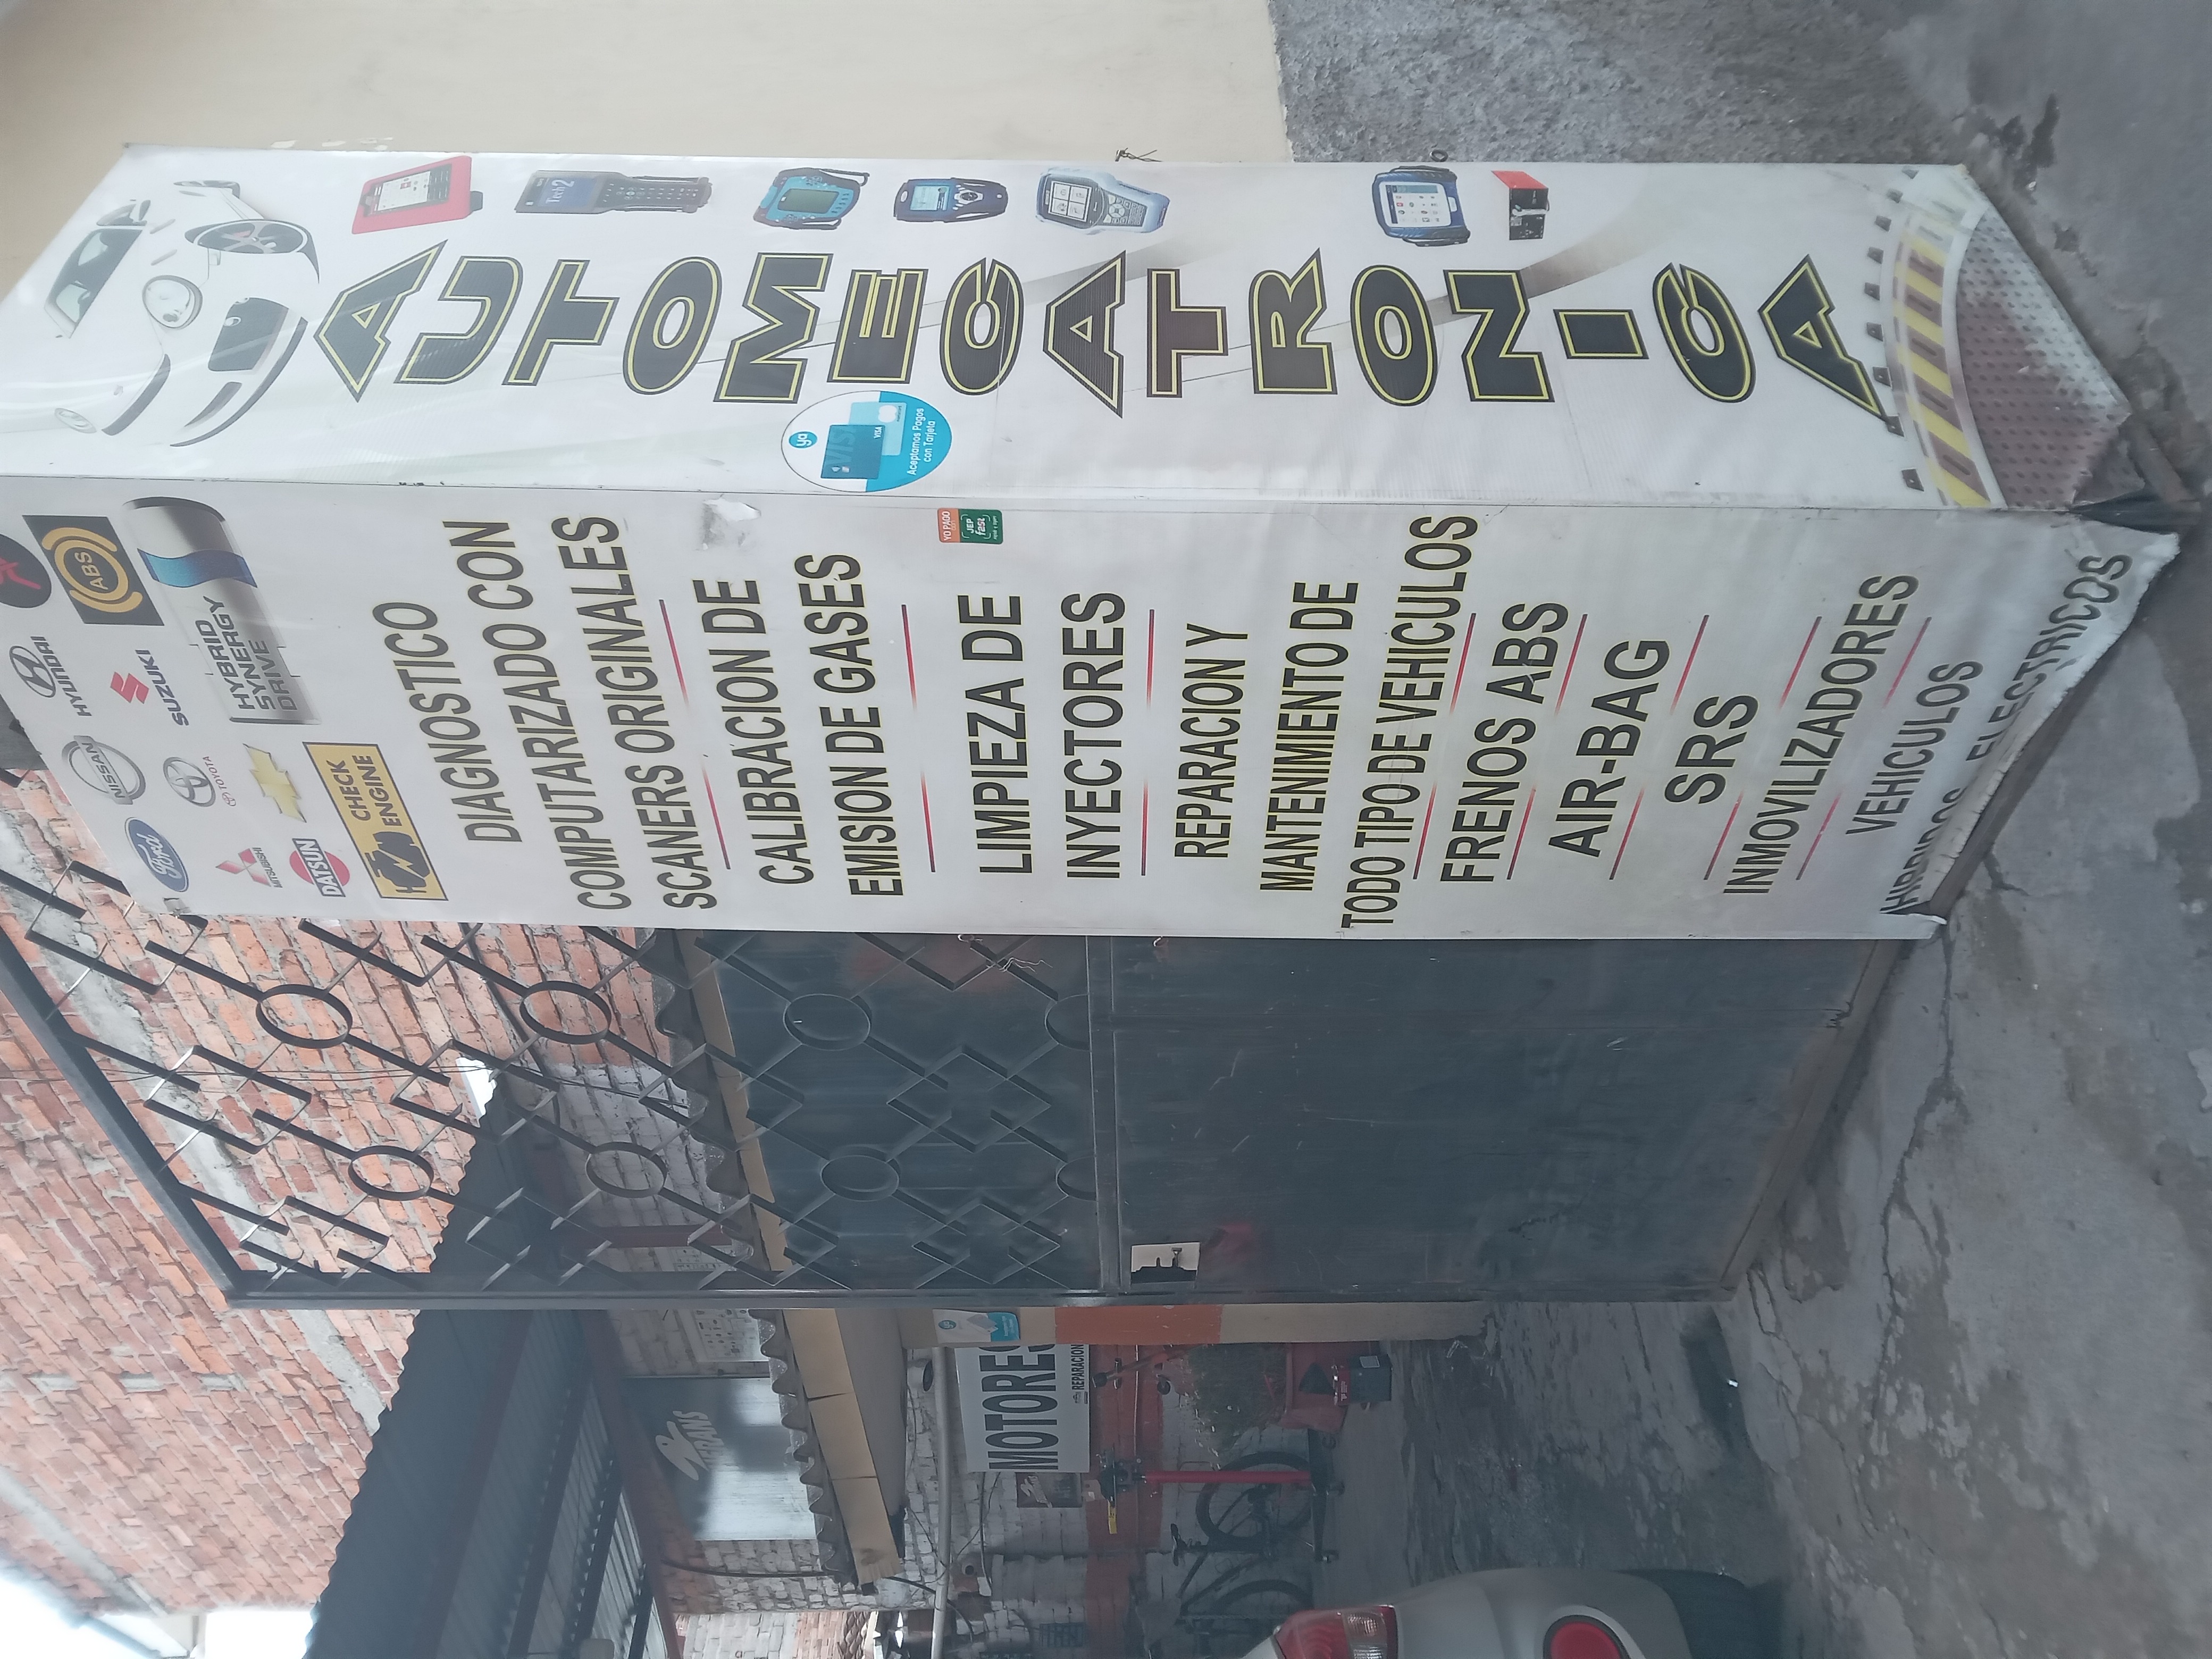 HYUNDAI
NISSAN
Ford
ABS
SUZUKI
TOYOTA
MITSUBISHI
HYBRID
SYNERGY
DRIVE
DATSUN
CHECK
ENGINE
DIAGNOSTICO
COMPUTARIZADO CON
SCANERS ORIGINALES
CALIBRACION DE
EMISION DE GASES
LIMPIEZA DE
INYECTORES
REPARACION Y
MANTENIMIENTO DE
TODO TIPO DE VEHICULOS
FRENOS ABS
AIR-BAG
SRS
INMOVILIZADORES
VEHICULOS
HIBRIDOS ELECTRICOS
YO PAGO
JEP
fast
AUTOMECATRONICA
Tech2
ya
VISA
VISA
Aceptamos Pagos
con Tarjeta
MOTORES
REPARACION